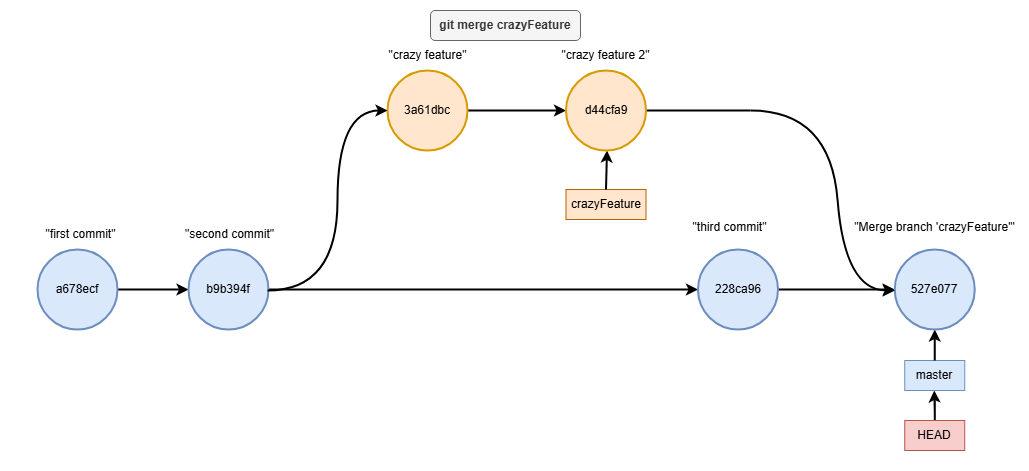 git merge crazyFeature
"crazy feature"
"crazy feature 2"
3a61dbc
d44cfa9
crazyFeature
"first commit"
"second commit"
"third commit"
"Merge branch 'crazyFeature'"
a678ecf
b9b394f
228ca96
527e077
master
HEAD